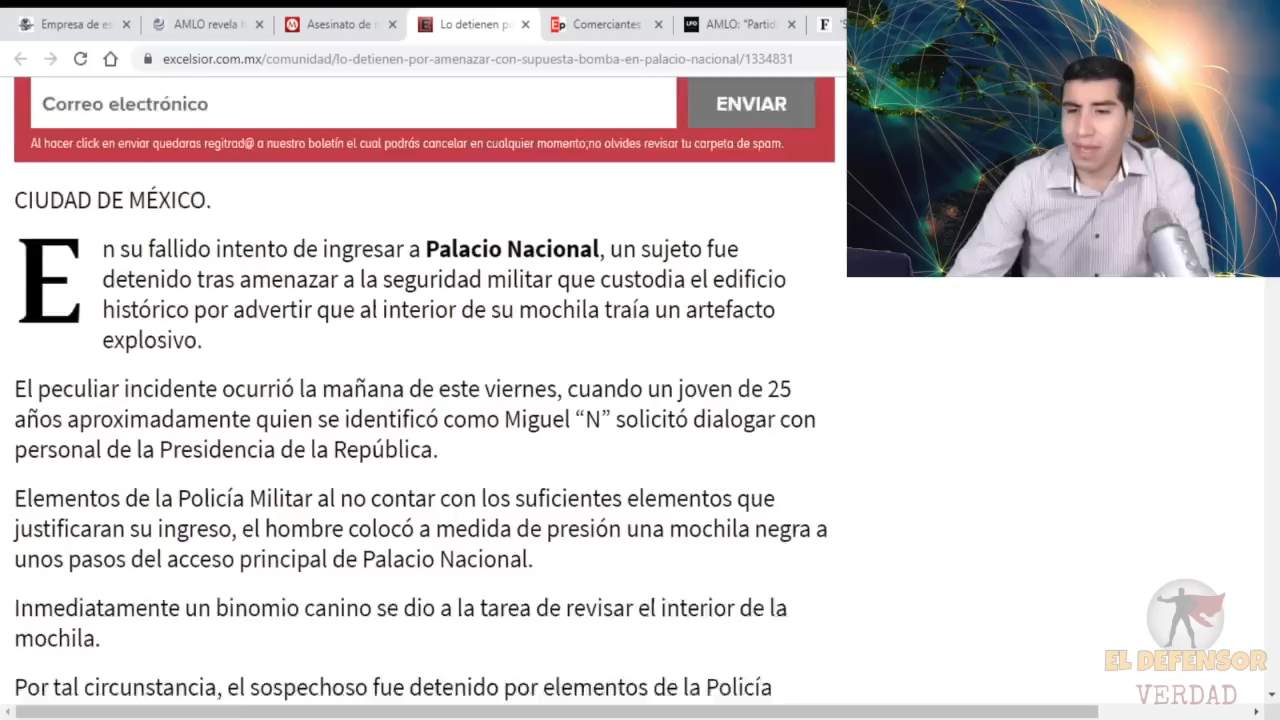 Empresa de es
AMLO revela h
Asesinato de n
Lo detienen po
Comerciantes
LPO
AMLO: "Partid
excelsior.com.mx/comunidad/lo-detienen-por-amenazar-con-supuesta-bomba-en-palacio-nacional/1334831
Correo electrónico
ENVIAR
Al hacer click en enviar quedaras regitrad@ a nuestro boletín el cual podrás cancelar en cualquier momento;no olvides revisar tu carpeta de spam.
CIUDAD DE MÉXICO.
En su fallido intento de ingresar a Palacio Nacional, un sujeto fue
detenido tras amenazar a la seguridad militar que custodia el edificio
histórico por advertir que al interior de su mochila traía un artefacto
explosivo.
El peculiar incidente ocurrió la mañana de este viernes, cuando un joven de 25
años aproximadamente quien se identificó como Miguel “N” solicitó dialogar con
personal de la Presidencia de la República.
Elementos de la Policía Militar al no contar con los suficientes elementos que
justificaran su ingreso, el hombre colocó a medida de presión una mochila negra a
unos pasos del acceso principal de Palacio Nacional.
Inmediatamente un binomio canino se dio a la tarea de revisar el interior de la
mochila.
Por tal circunstancia, el sospechoso fue detenido por elementos de la Policía
EL DEFENSOR
VERDAD